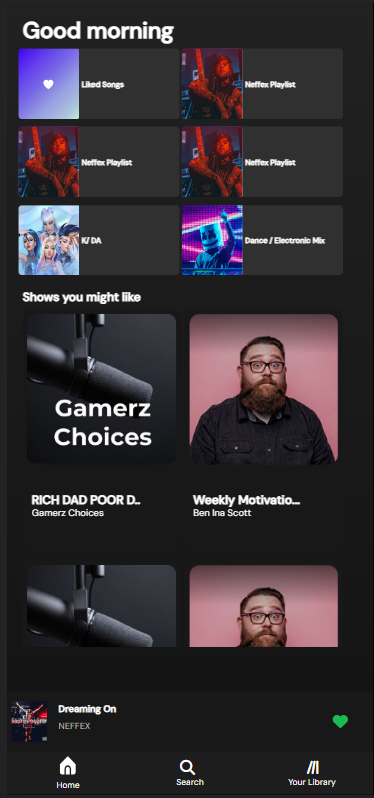 Good morning
Liked Songs
Neffex Playlist
Neffex Playlist
Neffex Playlist
K/ DA
Dance / Electronic Mix
Shows you might like
Gamerz
Choices
RICH DAD POOR D..
Gamerz Choices
Weekly Motivatio...
Ben Ina Scott
Dreaming On
NEFFEX
Home
Search
Your Library